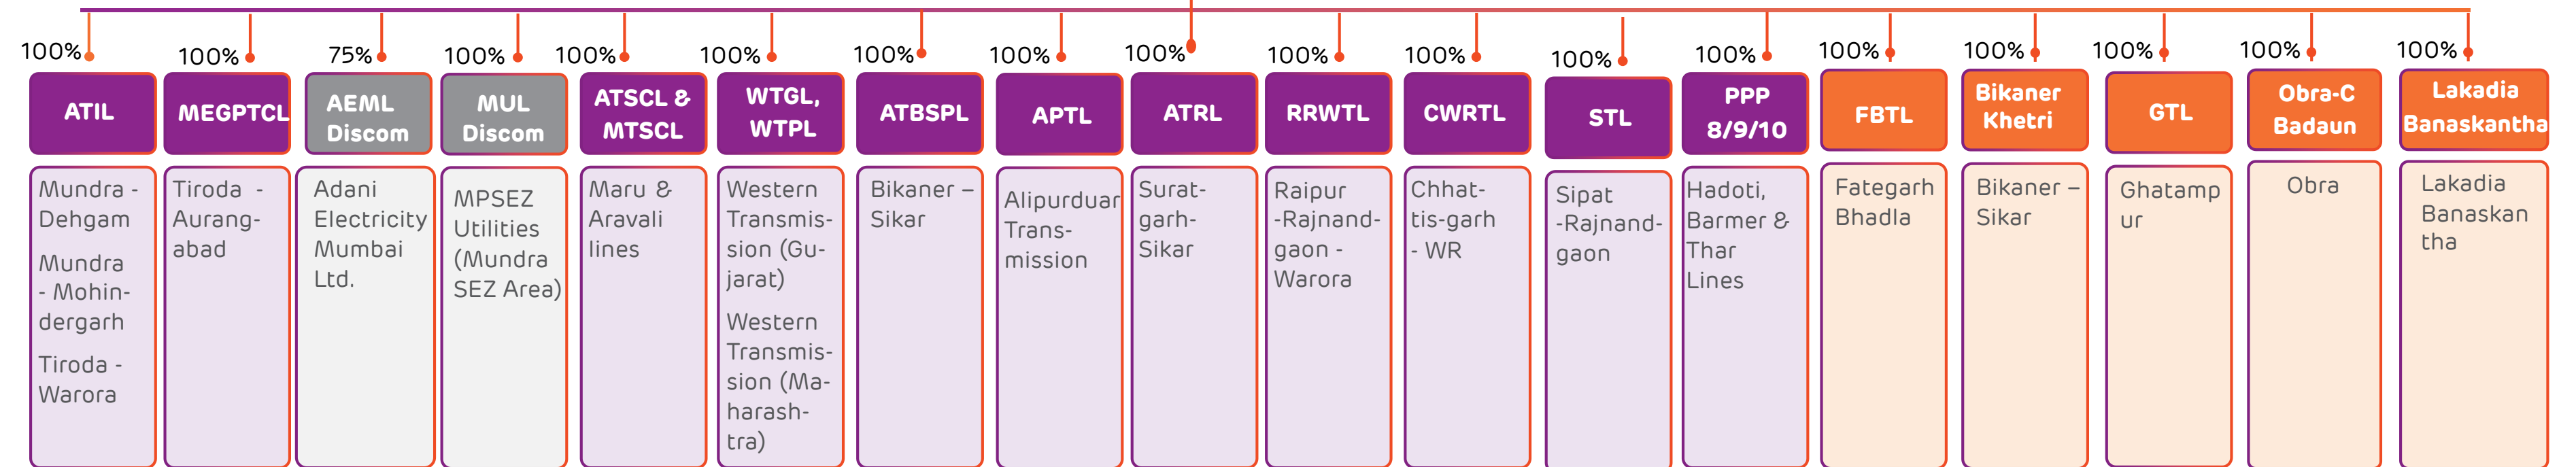 100%
ATIL
Mundra -
Dehgam
Mundra
- Mohin-
dergarh
Tiroda -
Warora
100%
MEGPTCL
Tiroda -
Aurang-
abad
75%
AEML
Discom
Adani
Electricity
Mumbai
Ltd.
100%
MUL
Discom
MPSEZ
Utilities
(Mundra
SEZ Area)
100%
ATSCL &
MTSCL
Maru &
Aravali
lines
100%
WTGL,
WTPL
Western
Transmis-
sion (Gu-
jarat)
Western
Transmis-
sion (Ma-
harash-
tra)
100%
ATBSPL
Bikaner –
Sikar
100%
APTL
Alipurduar
Trans-
mission
100%
ATRL
Surat-
garh-
Sikar
100%
RRWTL
Raipur
-Rajnand-
gaon -
Warora
100%
CWRTL
Chhat-
tis-garh
- WR
100%
STL
Sipat
-Rajnand-
gaon
100%
PPP
8/9/10
Hadoti,
Barmer &
Thar
Lines
100%
FBTL
Fategarh
Bhadla
100%
Bikaner
Khetri
Bikaner –
Sikar
100%
GTL
Ghatamp
ur
100%
Obra-C
Badaun
Obra
100%
Lakadia
Banaskantha
Lakadia
Banaskan
tha